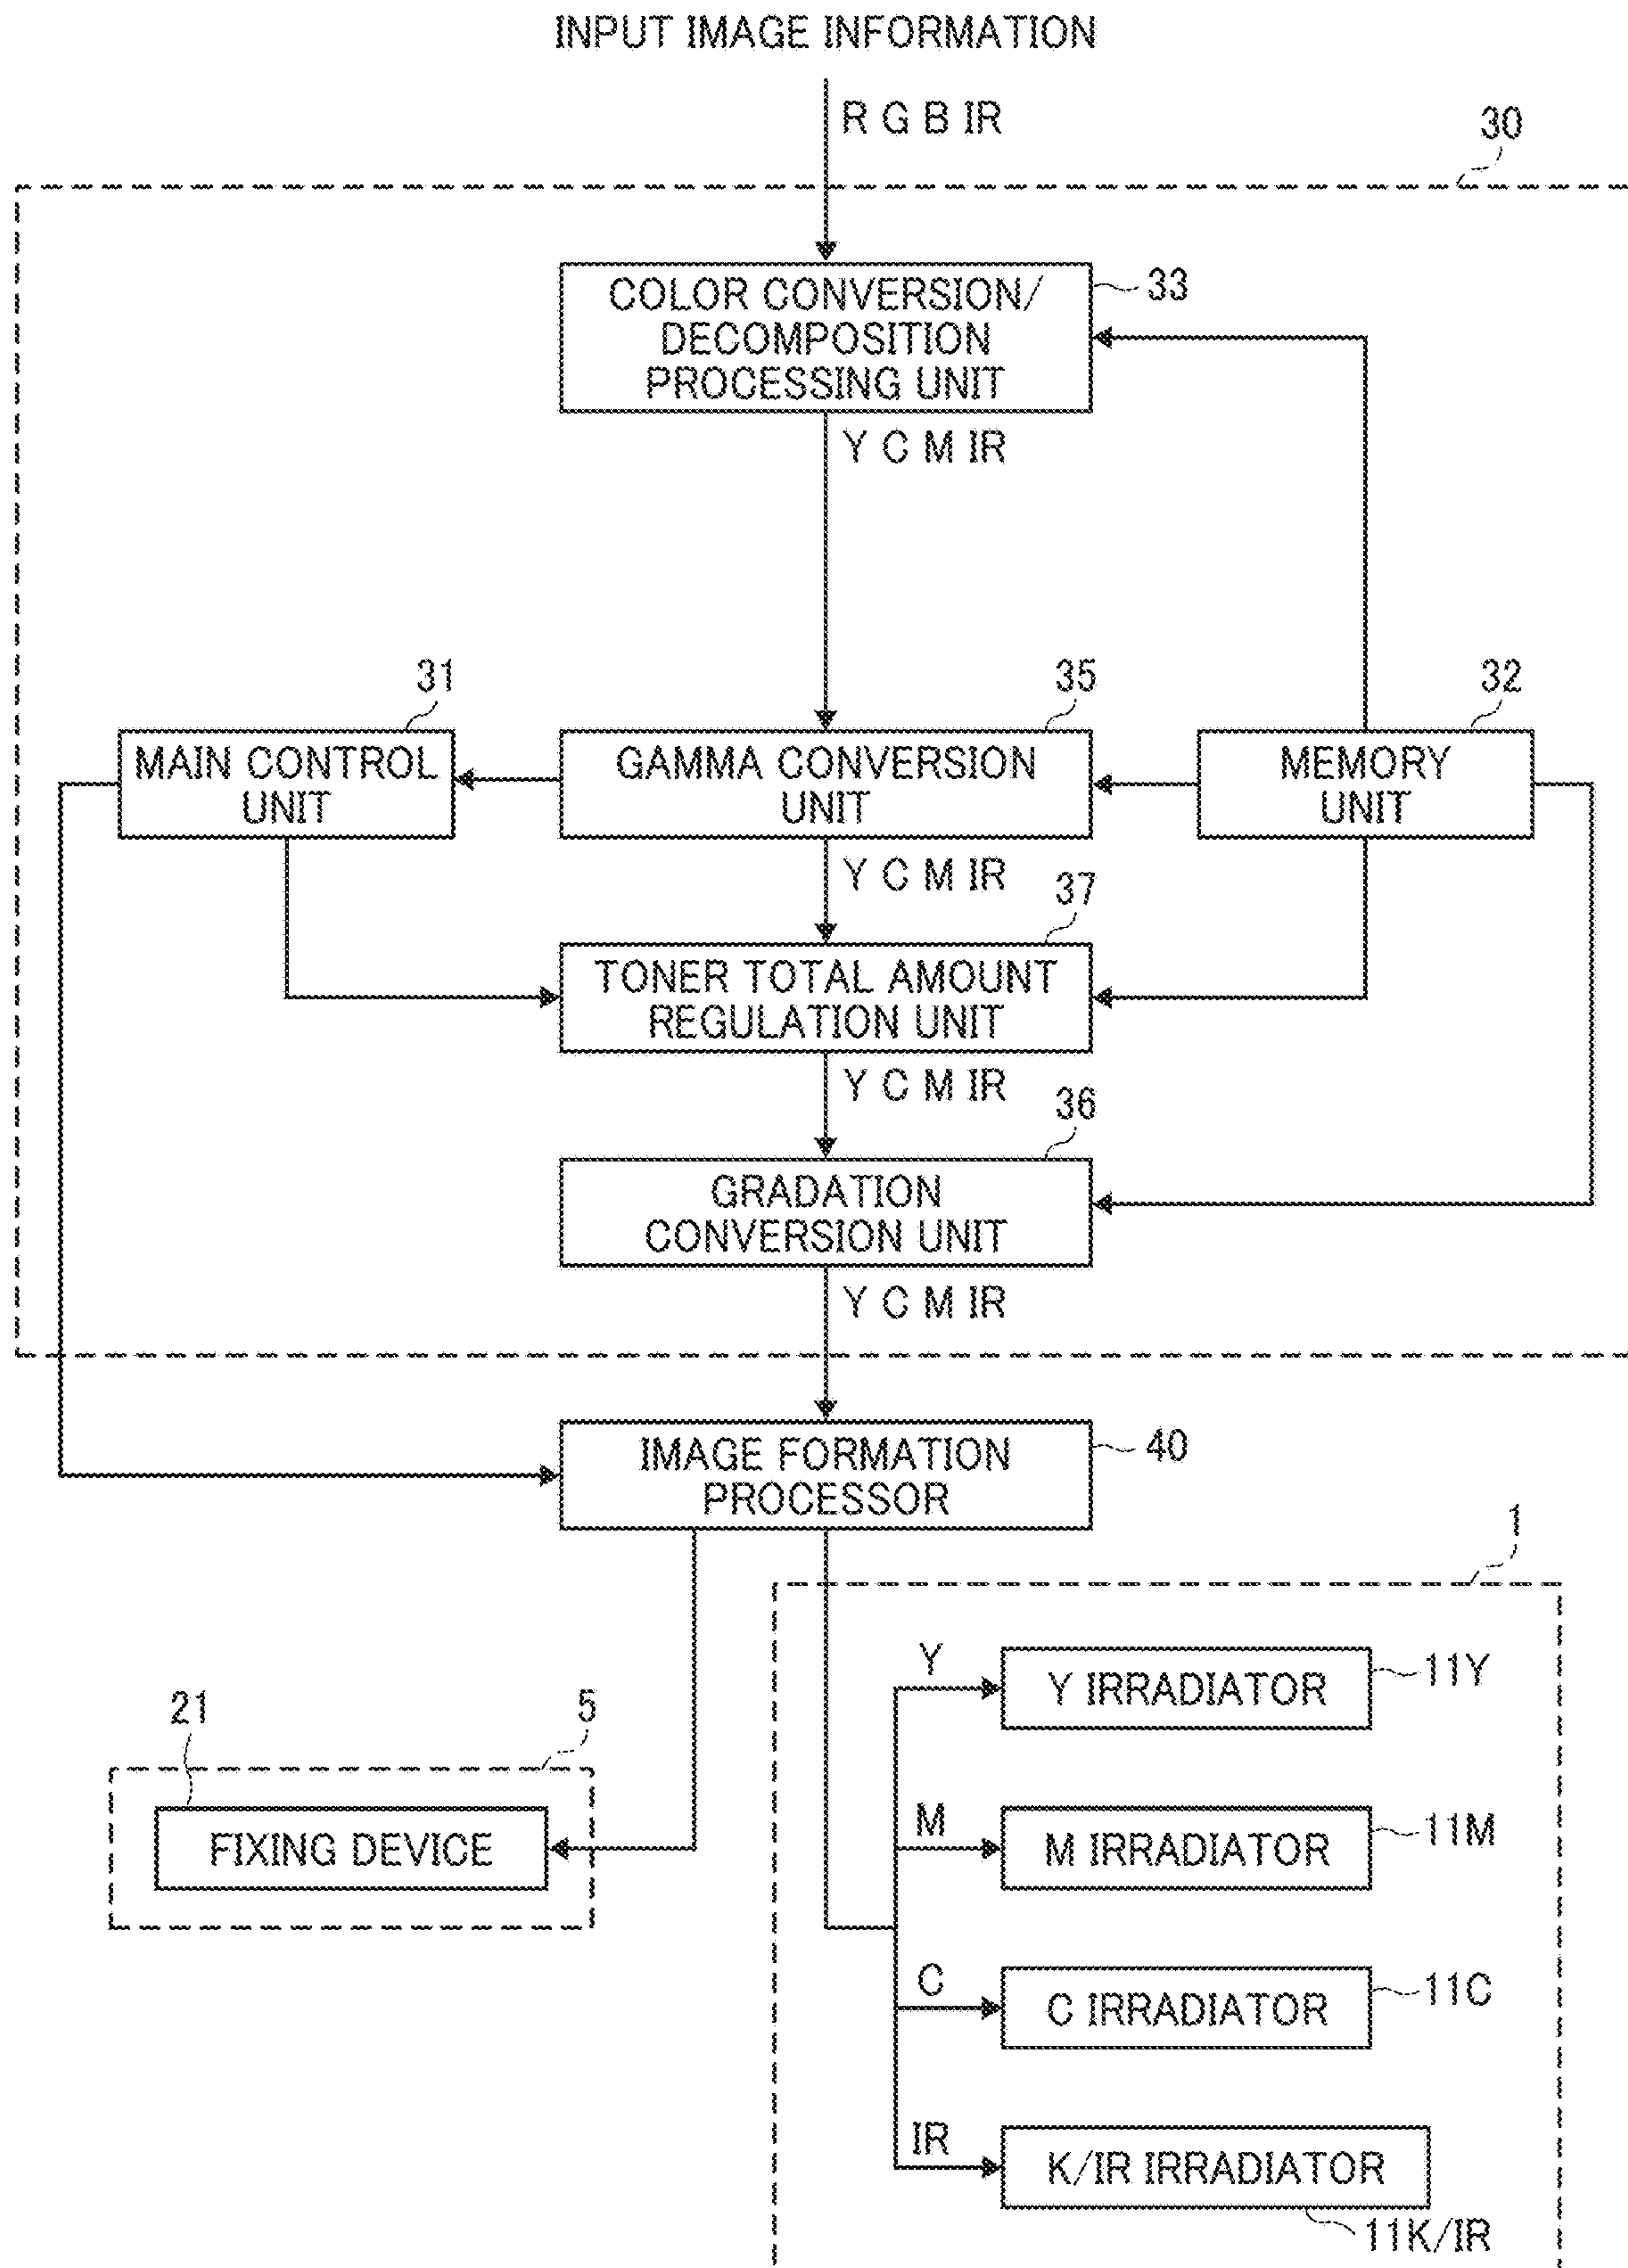 INPUT IMAGE INFORMATION
R G B IR
30
COLOR CONVERSION/
DECOMPOSITION
PROCESSING UNIT
33
Y C M IR
31
35
32
MAIN CONTROL
UNIT
GAMMA CONVERSION
UNIT
MEMORY
UNIT
Y C M IR
37
TONER TOTAL AMOUNT
REGULATION UNIT
Y C M IR
36
GRADATION
CONVERSION UNIT
Y C M IR
IMAGE FORMATION
PROCESSOR
40
1
Y
Y IRRADIATOR
11Y
21
5
FIXING DEVICE
M
M IRRADIATOR
11M
C
C IRRADIATOR
11C
IR
K/IR IRRADIATOR
11K/IR